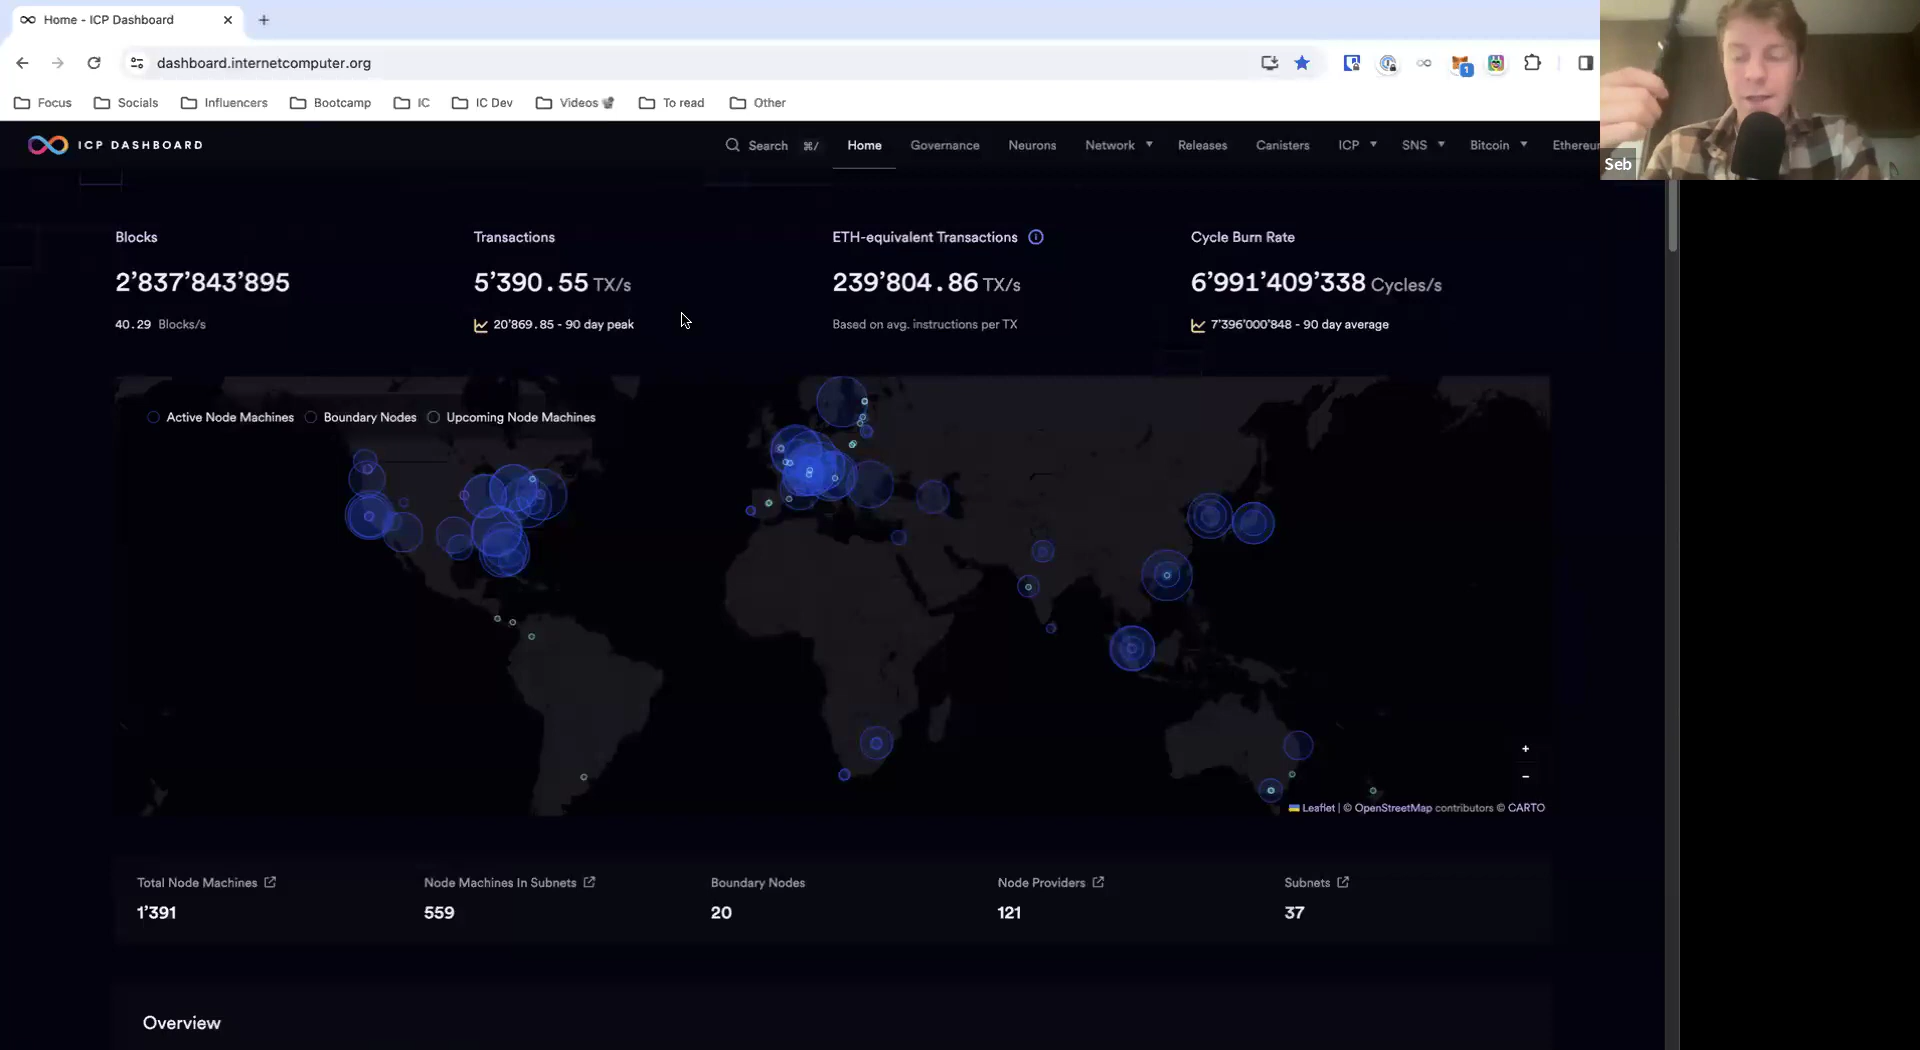 Home - ICP Dashboard
dashboard.internetcomputer.org
1
Focus Socials Influencers Bootcamp IC IC Dev Videos To read Other
ICP DASHBOARD Search ⌘/ Home Governance Neurons Network Releases Canisters ICP SNS Bitcoin Ethereu
Seb
Blocks Transactions ETH-equivalent Transactions Cycle Burn Rate
2’837’843’895 5’390.55 TX/s 239’804.86 TX/s 6’991’409’338 Cycles/s
40.29 Blocks/s 20’869.85 - 90 day peak Based on avg. instructions per TX 7’396’000’848 - 90 day average
Active Node Machines Boundary Nodes Upcoming Node Machines
+
−
Leaflet | © OpenStreetMap contributors © CARTO
Total Node Machines Node Machines In Subnets Boundary Nodes Node Providers Subnets
1’391 559 20 121 37
Overview